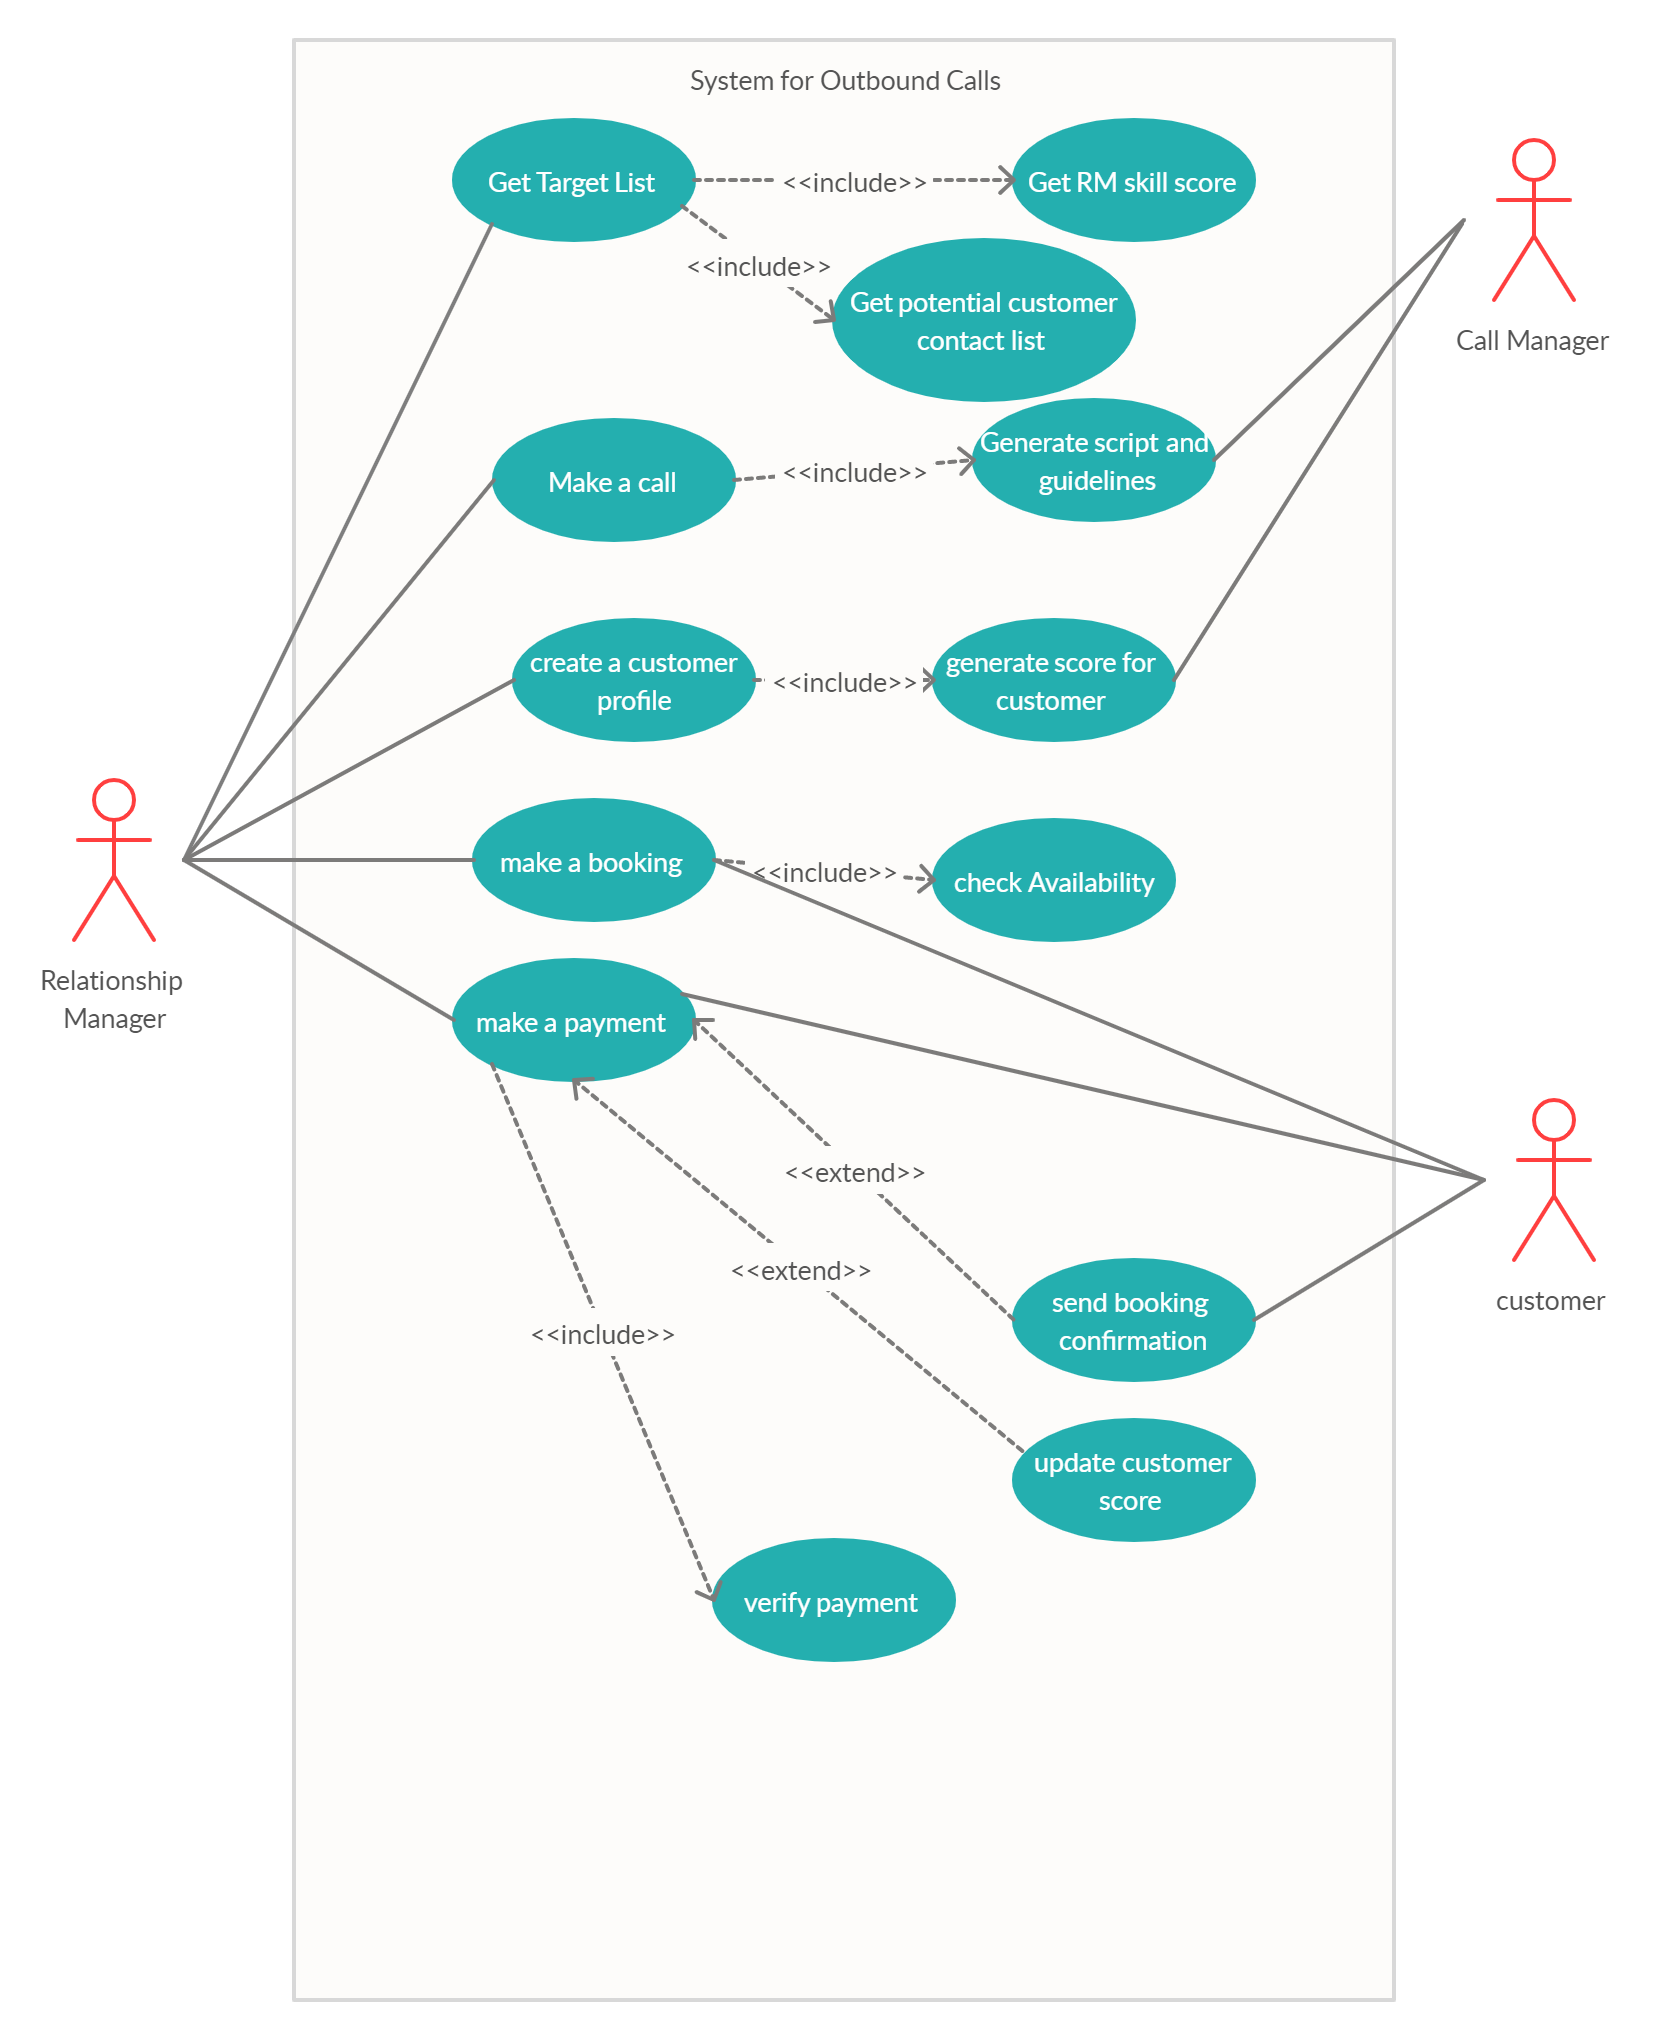 System for Outbound Calls
Get Target List
<<include>>
Get RM skill score
<<include>>
Get potential customer
contact list
Call Manager
Make a call
<<include>>
Generate script and
guidelines
create a customer
profile
<<include>>
generate score for
customer
make a booking
<<include>>
check Availability
Relationship
Manager
make a payment
<<extend>>
<<extend>>
<<include>>
send booking
confirmation
customer
update customer
score
verify payment